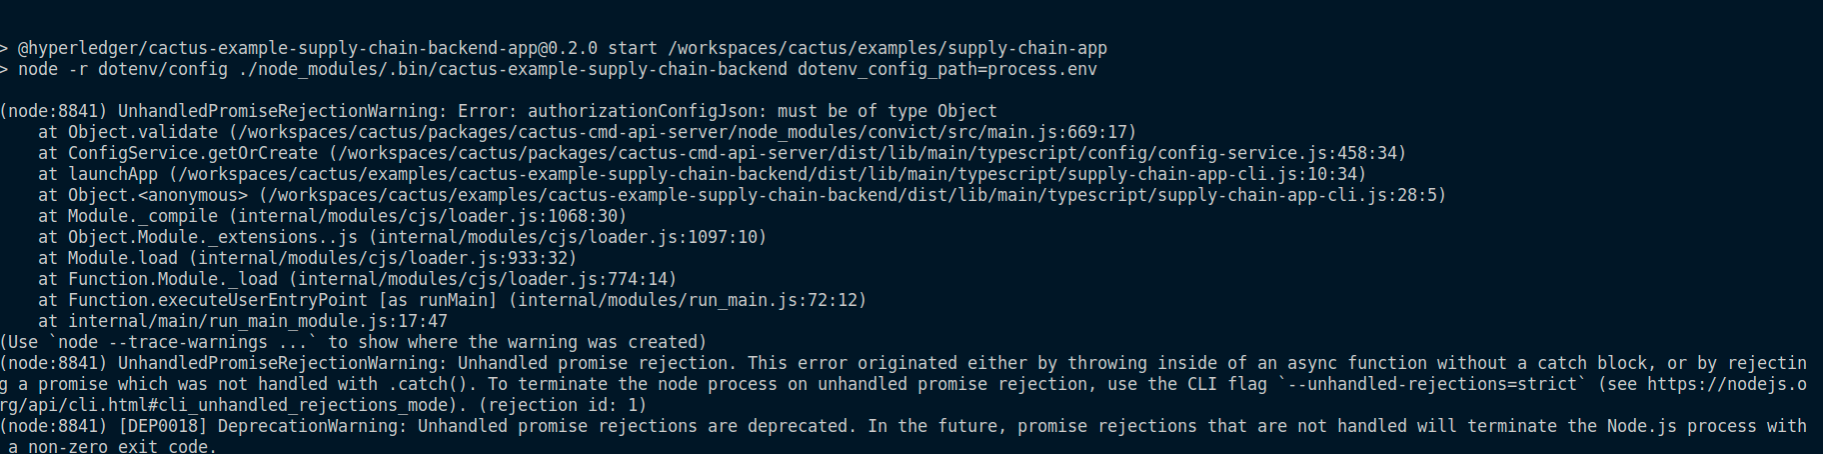 > @hyperledger/cactus-example-supply-chain-backend-app@0.2.0 start /workspaces/cactus/examples/supply-chain-app
> node -r dotenv/config ./node_modules/.bin/cactus-example-supply-chain-backend dotenv_config_path=process.env
(node:8841) UnhandledPromiseRejectionWarning: Error: authorizationConfigJson: must be of type Object
    at Object.validate (/workspaces/cactus/packages/cactus-cmd-api-server/node_modules/convict/src/main.js:669:17)
    at ConfigService.getOrCreate (/workspaces/cactus/packages/cactus-cmd-api-server/dist/lib/main/typescript/config/config-service.js:458:34)
    at launchApp (/workspaces/cactus/examples/cactus-example-supply-chain-backend/dist/lib/main/typescript/supply-chain-app-cli.js:10:34)
    at Object.<anonymous> (/workspaces/cactus/examples/cactus-example-supply-chain-backend/dist/lib/main/typescript/supply-chain-app-cli.js:28:5)
    at Module._compile (internal/modules/cjs/loader.js:1068:30)
    at Object.Module._extensions..js (internal/modules/cjs/loader.js:1097:10)
    at Module.load (internal/modules/cjs/loader.js:933:32)
    at Function.Module._load (internal/modules/cjs/loader.js:774:14)
    at Function.executeUserEntryPoint [as runMain] (internal/modules/run_main.js:72:12)
    at internal/main/run_main_module.js:17:47
(Use `node --trace-warnings ...` to show where the warning was created)
(node:8841) UnhandledPromiseRejectionWarning: Unhandled promise rejection. This error originated either by throwing inside of an async function without a catch block, or by rejectin
g a promise which was not handled with .catch(). To terminate the node process on unhandled promise rejection, use the CLI flag `--unhandled-rejections=strict` (see https://nodejs.o
rg/api/cli.html#cli_unhandled_rejections_mode). (rejection id: 1)
(node:8841) [DEP0018] DeprecationWarning: Unhandled promise rejections are deprecated. In the future, promise rejections that are not handled will terminate the Node.js process with
 a non-zero exit code.